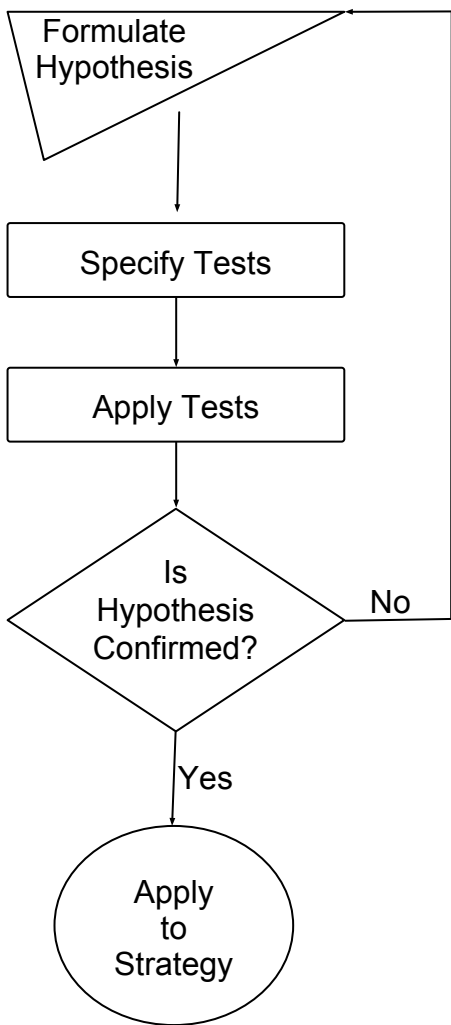 Formulate
Hypothesis
Specify Tests
Apply Tests
Is
Hypothesis
Confirmed?
No
Yes
Apply
to
Strategy